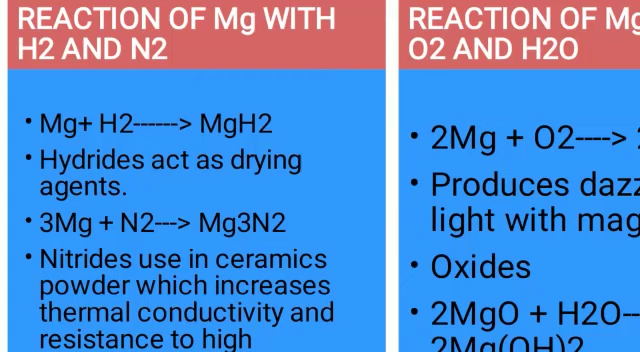 REACTION OF Mg WITH
H2 AND N2
• Mg+ H2------> MgH2
• Hydrides act as drying
agents.
• 3Mg + N2---> Mg3N2
• Nitrides use in ceramics
powder which increases
thermal conductivity and
resistance to high
REACTION OF Mg
O2 AND H2O
• 2Mg + O2----> 2
• Produces dazz
light with mag
• Oxides
• 2MgO + H2O--
2Mg(OH)2